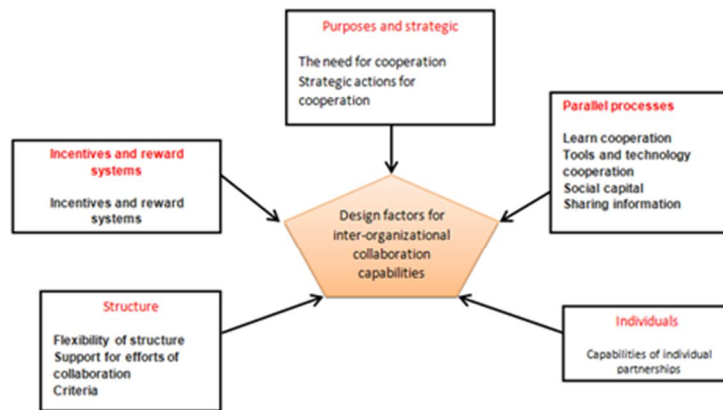 Purposes and strategic
The need for cooperation
Strategic actions for
cooperation
Parallel processes
Learn cooperation
Tools and technology
cooperation
Social capital
Sharing information
Incentives and reward
systems
Incentives and reward
systems
Design factors for
inter-organizational
collaboration
capabilities
Structure
Flexibility of structure
Support for efforts of
collaboration
Criteria
Individuals
Capabilities of individual
partnerships